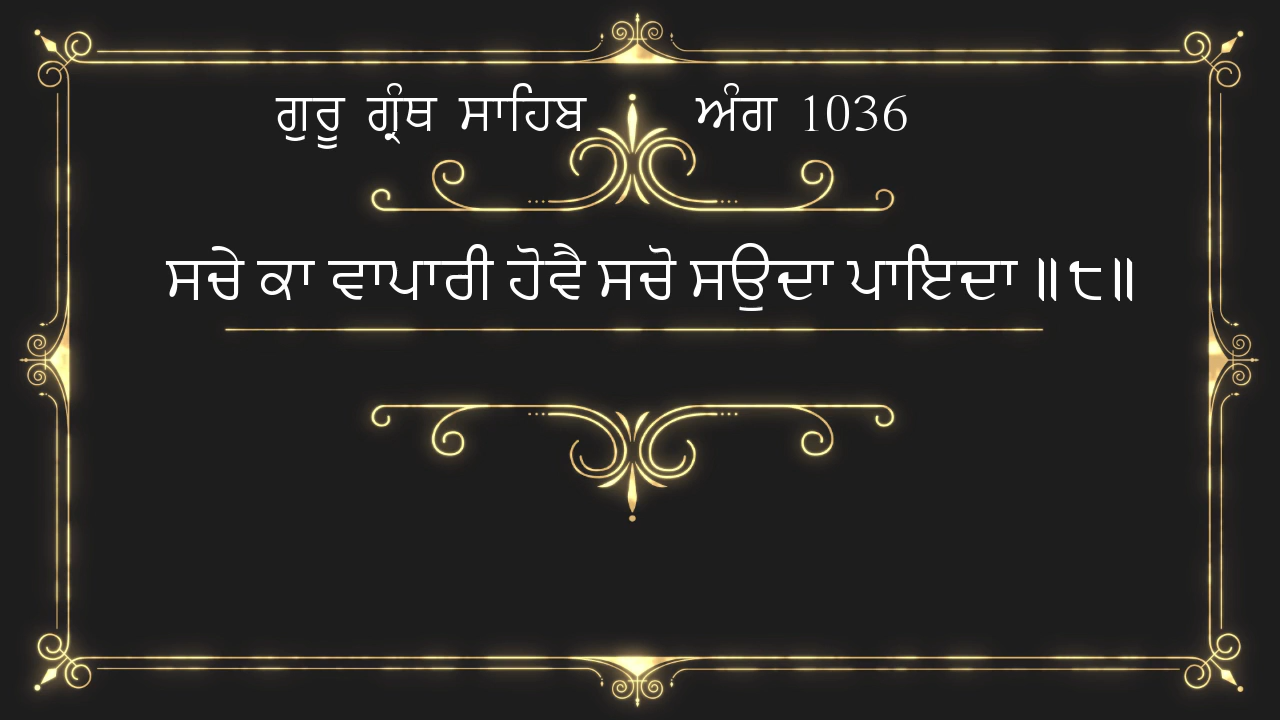 ਗੁਰੂ ਗ੍ਰੰਥ ਸਾਹਿਬ ਅੰਗ 1036
ਸਚੇ ਕਾ ਵਾਪਾਰੀ ਹੋਵੈ ਸਚੋ ਸਉਦਾ ਪਾਇਦਾ ॥੮॥